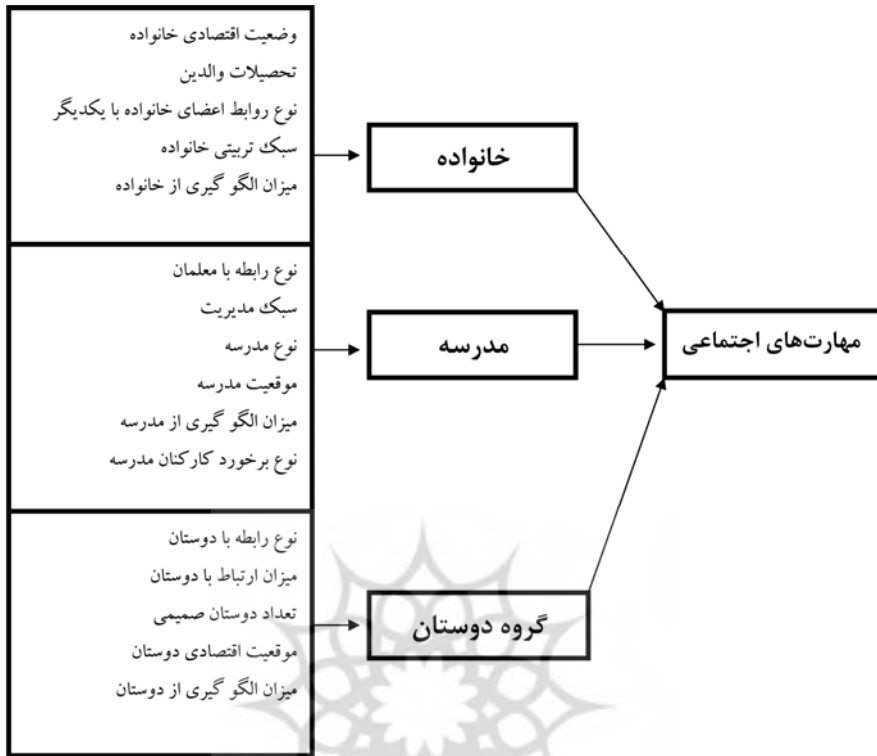 وضعیت اقتصادی خانواده
تحصیلات والدین
نوع روابط اعضای خانواده با یکدیگر
سبک تربیتی خانواده
میزان الگو گیری از خانواده
خانواده
نوع رابطه با معلمان
سبک مدیریت
نوع مدرسه
موقعیت مدرسه
میزان الگو گیری از مدرسه
نوع برخورد کارکنان مدرسه
مدرسه
مهارت‌های اجتماعی
نوع رابطه با دوستان
میزان ارتباط با دوستان
تعداد دوستان صمیمی
موقعیت اقتصادی دوستان
میزان الگو گیری از دوستان
گروه دوستان